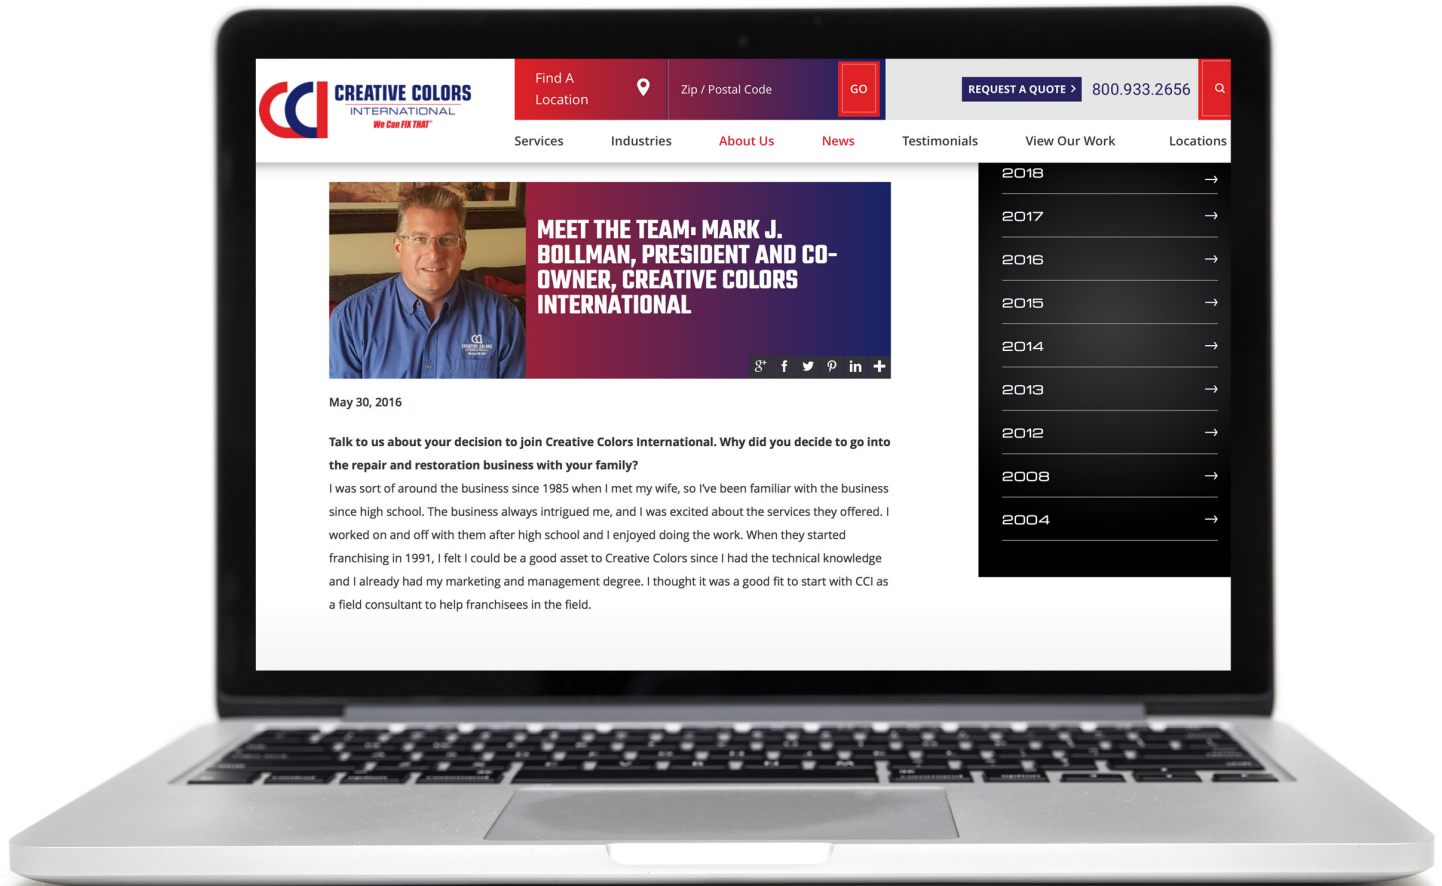 CCI
CREATIVE COLORS
INTERNATIONAL
We Can FIX THAT
Find A
Location
Zip / Postal Code
GO
REQUEST A QUOTE >
800.933.2656
Services Industries About Us News Testimonials View Our Work Locations
MEET THE TEAM: MARK J.
BOLLMAN, PRESIDENT AND CO-
OWNER, CREATIVE COLORS
INTERNATIONAL
CREATIVE COLORS
g+ f in +
May 30, 2016
Talk to us about your decision to join Creative Colors International. Why did you decide to go into
the repair and restoration business with your family?
I was sort of around the business since 1985 when I met my wife, so I've been familiar with the business
since high school. The business always intrigued me, and I was excited about the services they offered. I
worked on and off with them after high school and I enjoyed doing the work. When they started
franchising in 1991, I felt I could be a good asset to Creative Colors since I had the technical knowledge
and I already had my marketing and management degree. I thought it was a good fit to start with CCI as
a field consultant to help franchisees in the field.
2018 →
2017 →
2016 →
2015 →
2014 →
2013 →
2012 →
2008 →
2004 →